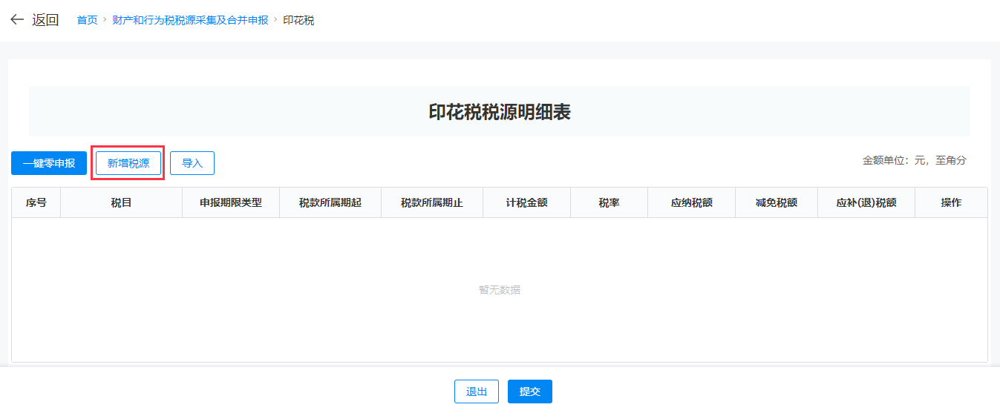 返回 首页 > 财产和行为税税源采集及合并申报 > 印花税
印花税税源明细表
一键零申报 新增税源 导入 金额单位：元，至角分
序号 税目 申报期限类型 税款所属期起 税款所属期止 计税金额 税率 应纳税额 减免税额 应补(退)税额 操作
暂无数据
退出 提交